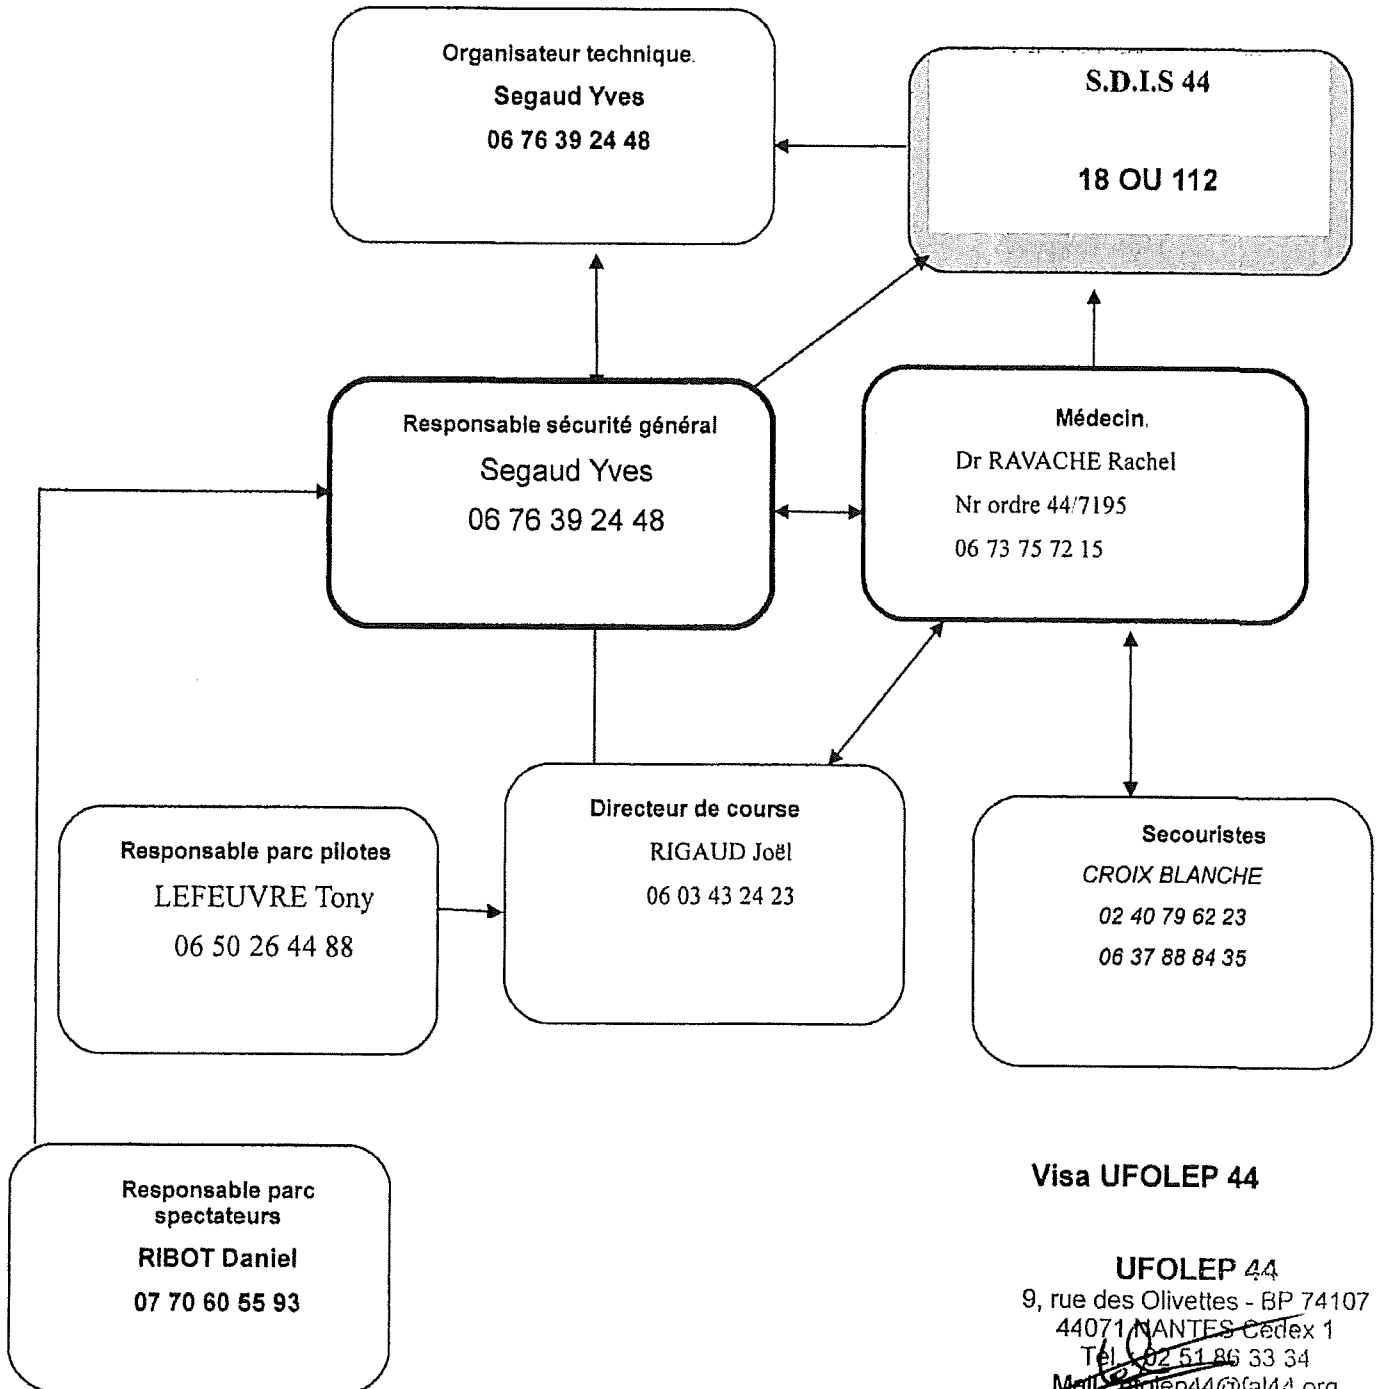 Organisateur technique.
Segaud Yves
06 76 39 24 48
S.D.I.S 44
18 OU 112
Responsable sécurité général
Segaud Yves
06 76 39 24 48
Médecin.
Dr RAVACHE Rachel
Nr ordre 44/7195
06 73 75 72 15
Responsable parc pilotes
LEFEUVRE Tony
06 50 26 44 88
Directeur de course
RIGAUD Joël
06 03 43 24 23
Secouristes
CROIX BLANCHE
02 40 79 62 23
06 37 88 84 35
Responsable parc
spectateurs
RIBOT Daniel
07 70 60 55 93
Visa UFOLEP 44
UFOLEP 44
9, rue des Olivettes - BP 74107
44071 NANTES Cedex 1
Tél. : 02 51 86 33 34
Mail : ufolep44@fal44.org